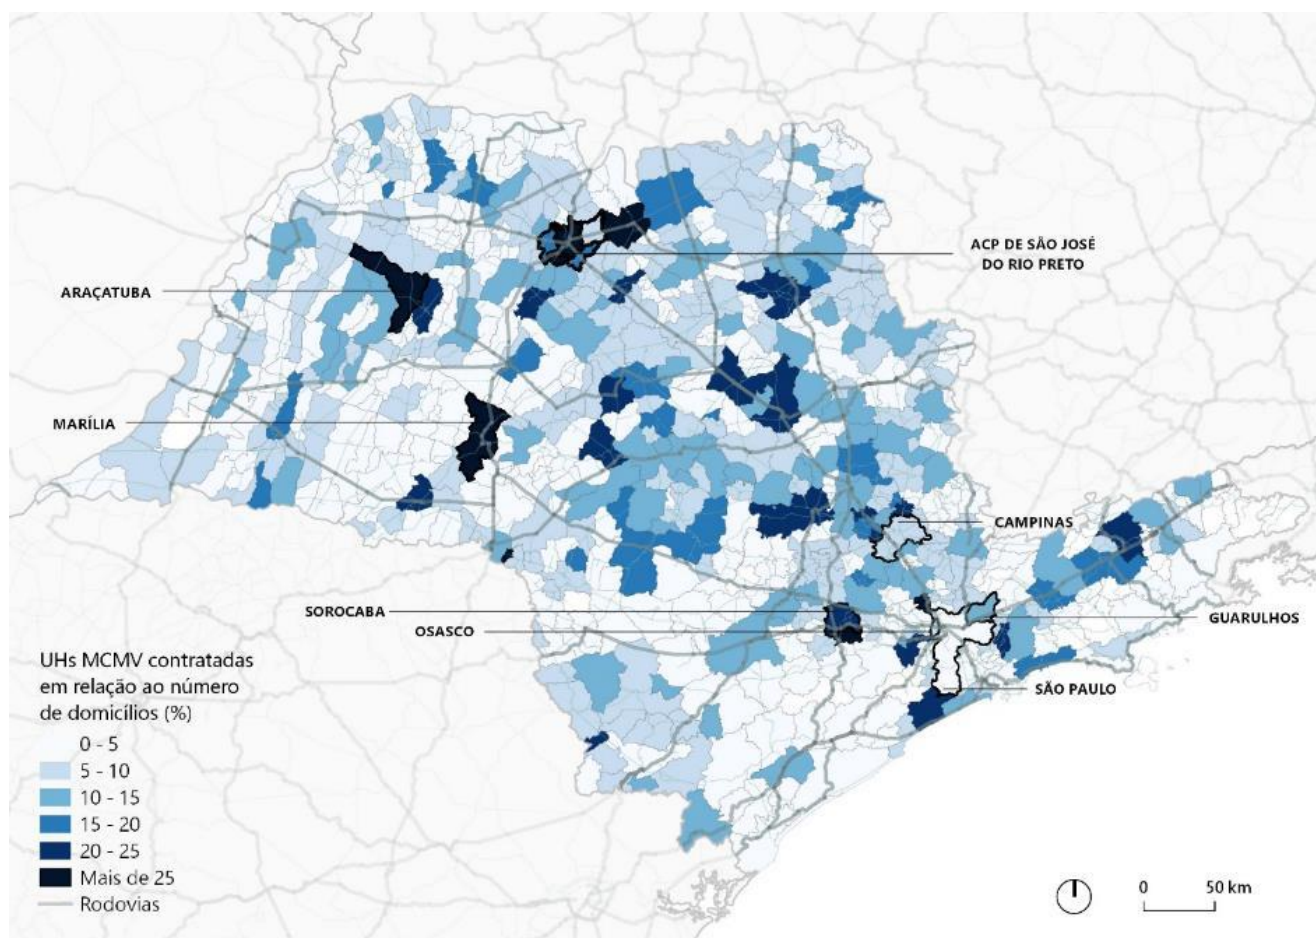 ACP DE SÃO JOSÉ
DO RIO PRETO
ARAÇATUBA
MARÍLIA
CAMPINAS
SOROCABA
OSASCO
GUARULHOS
SÃO PAULO
UHs MCMV contratadas
em relação ao número
de domicílios (%)
0 - 5
5 - 10
10 - 15
15 - 20
20 - 25
Mais de 25
Rodovias
0 50 km